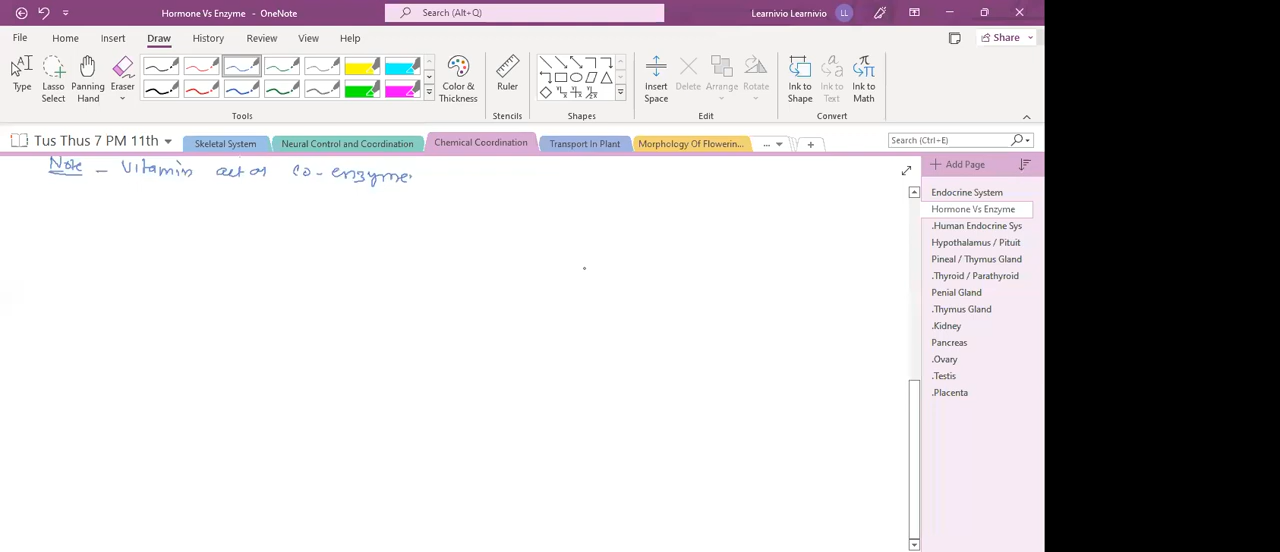 Hormone Vs Enzyme - OneNote
Search (Alt+Q)
Learnivio Learnivio
LL
File Home Insert Draw History Review View Help
Share
Type
Lasso Select
Panning Hand
Eraser
Color & Thickness
Ruler
Insert Space
Delete
Arrange
Rotate
Ink to Shape
Ink to Text
Ink to Math
Tools
Stencils
Shapes
Edit
Convert
Tus Thus 7 PM 11th
Skeletal System
Neural Control and Coordination
Chemical Coordination
Transport In Plant
Morphology Of Flowerin...
...
Search (Ctrl+E)
Note - Vitamin act as Co-enzyme.
Add Page
Endocrine System
Hormone Vs Enzyme
.Human Endocrine Sys
Hypothalamus / Pituit
Pineal / Thymus Gland
.Thyroid / Parathyroid
Penial Gland
.Thymus Gland
.Kidney
Pancreas
.Ovary
.Testis
.Placenta